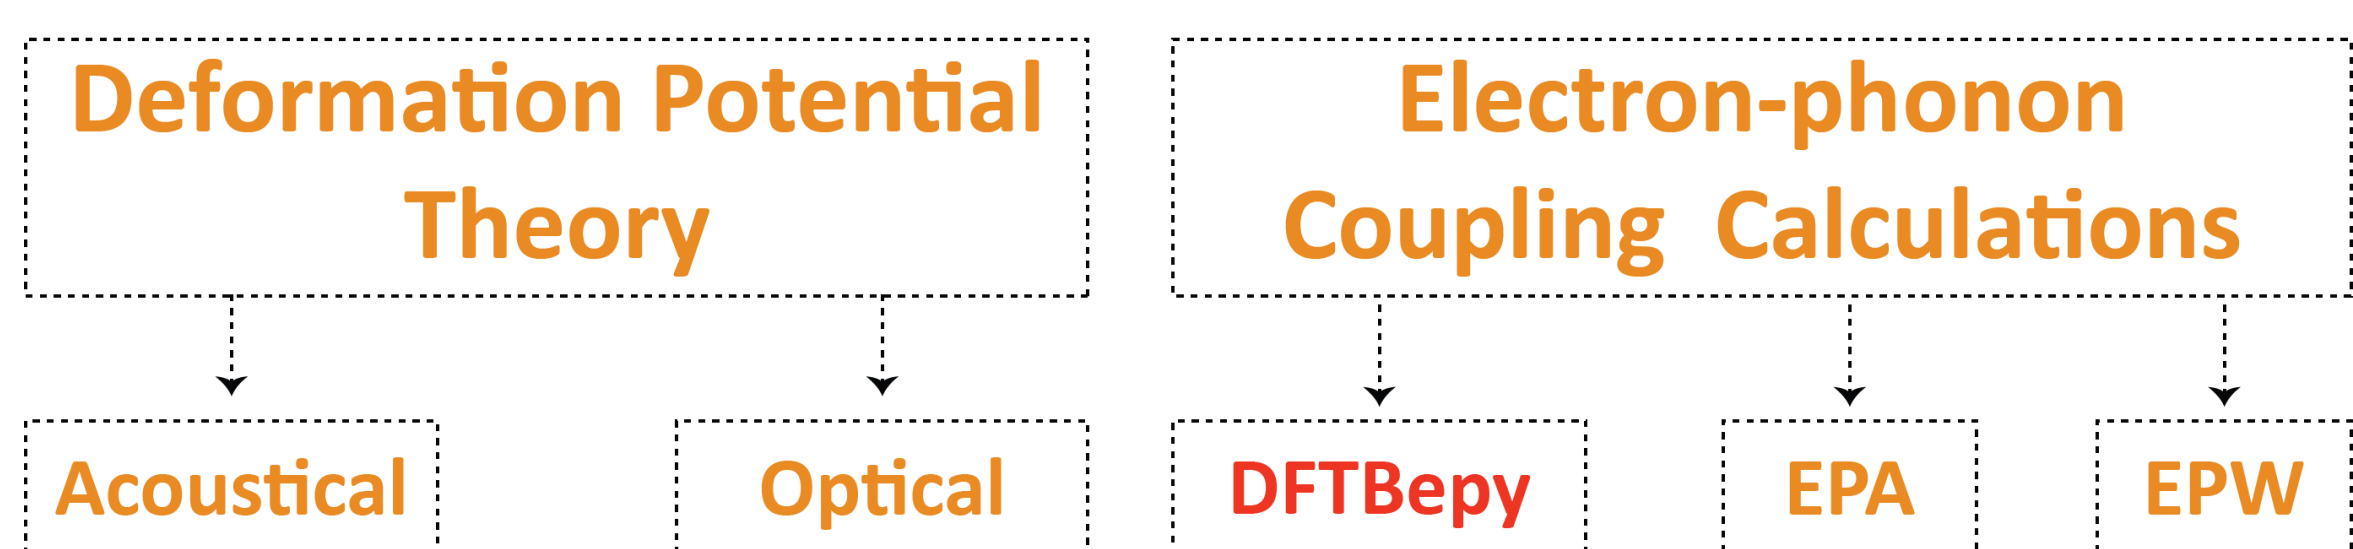 Deformation Potential
Theory
Electron-phonon
Coupling Calculations
Acoustical
Optical
DFTBepy
EPA
EPW